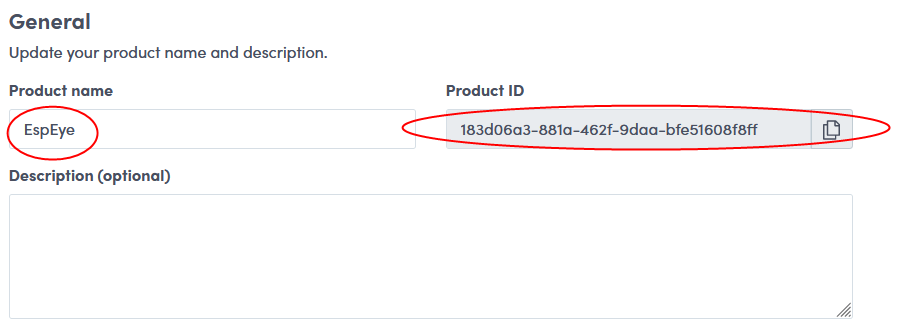 General
Update your product name and description.
Product name
Product ID
EspEye
183d06a3-881a-462f-9daa-bfe51608f8ff
Description (optional)